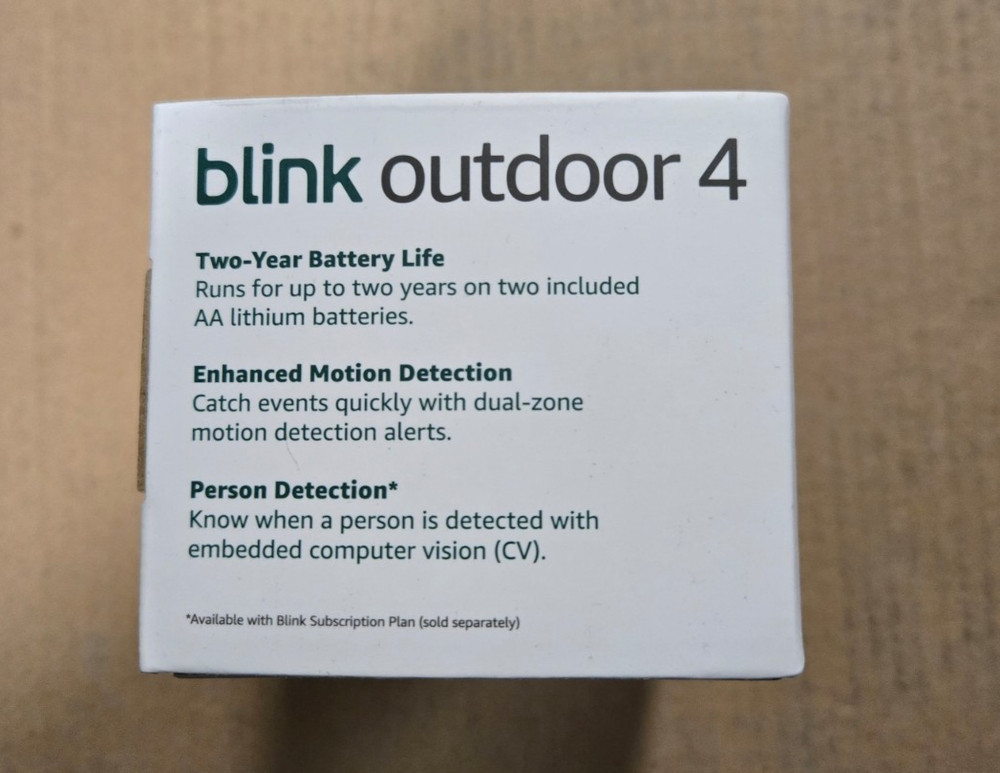 blink outdoor 4
Two-Year Battery Life
Runs for up to two years on two included
AA lithium batteries.
Enhanced Motion Detection
Catch events quickly with dual-zone
motion detection alerts.
Person Detection*
Know when a person is detected with
embedded computer vision (CV).
*Available with Blink Subscription Plan (sold separately)